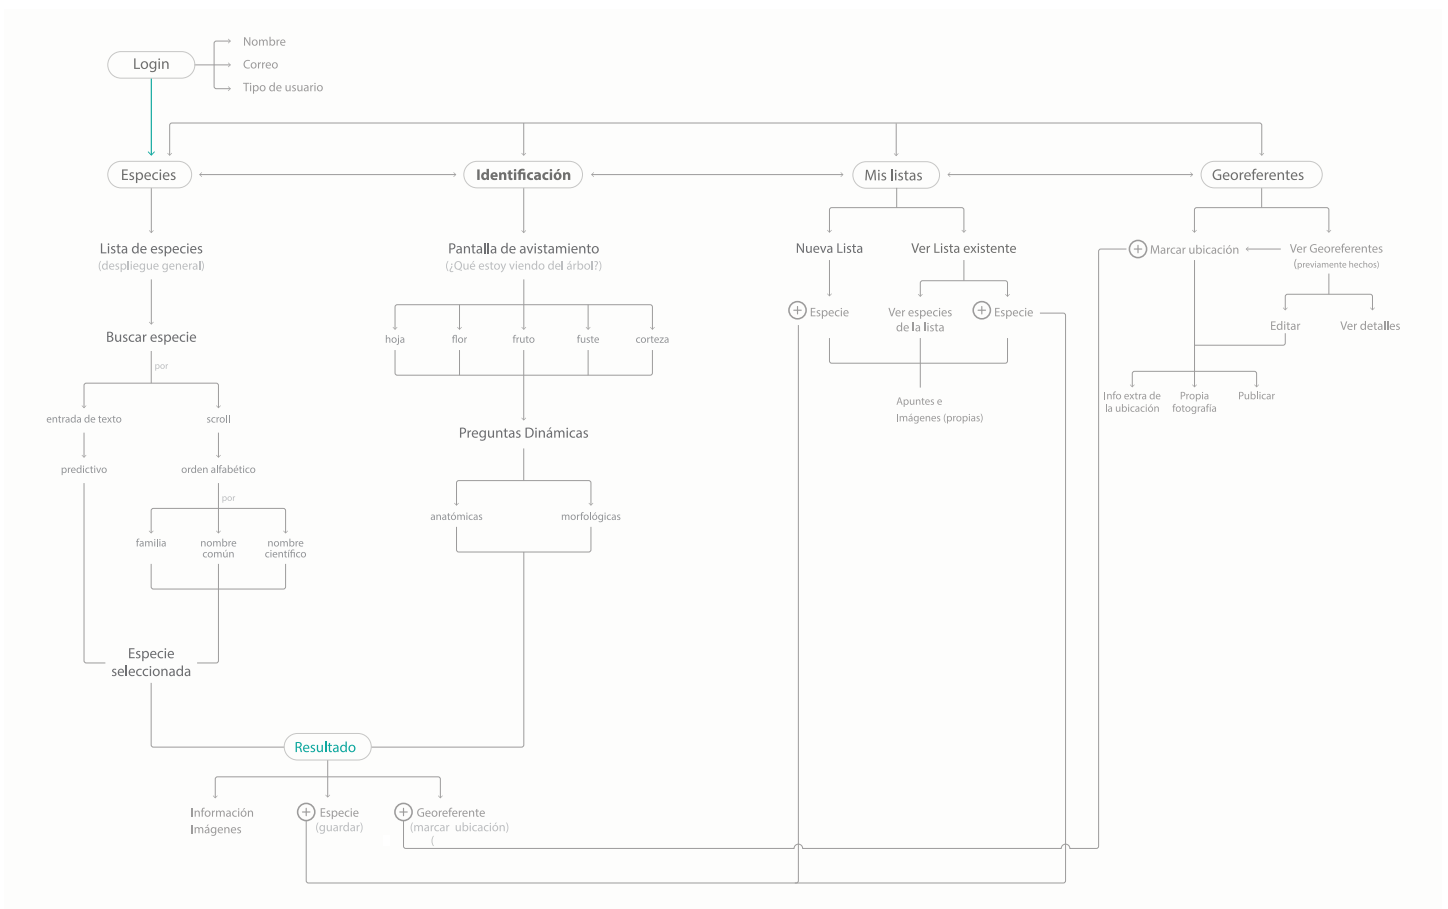 Login
Nombre
Correo
Tipo de usuario
Especies
Identificación
Mis listas
Georeferentes
Lista de especies
(despliegue general)
Buscar especie
por
entrada de texto
scroll
predictivo
orden alfabético
por
familia
nombre
común
nombre
científico
Especie
seleccionada
Pantalla de avistamiento
(¿Qué estoy viendo del árbol?)
hoja
flor
fruto
fuste
corteza
Preguntas Dinámicas
anatómicas
morfológicas
Nueva Lista
Ver Lista existente
+ Especie
Ver especies
de la lista
+ Especie
Apuntes e
Imágenes (propias)
+ Marcar ubicación
Ver Georeferentes
(previamente hechos)
Editar
Ver detalles
Info extra de
la ubicación
Propia
fotografía
Publicar
Resultado
Información
Imágenes
+ Especie
(guardar)
+ Georeferente
(marcar ubicación)
(